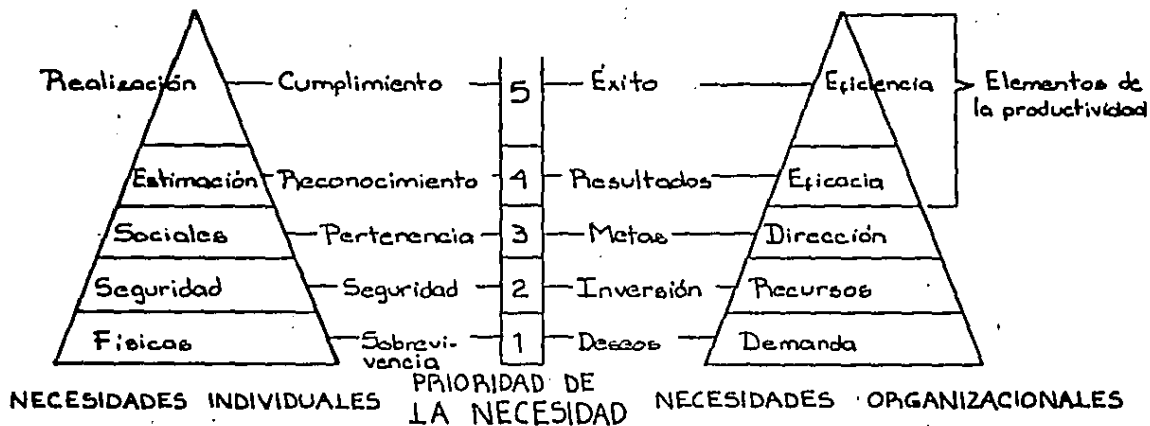 Realización Cumplimiento 5 Éxito Eficiencia Elementos de
la productividad
Estimación Reconocimiento 4 Resultados Eficacia
Sociales Pertenencia 3 Metas Dirección
Seguridad Seguridad 2 Inversión Recursos
Físicas Sobrevi- 1 Deseos Demanda
vencia
NECESIDADES INDIVIDUALES PRIORIDAD DE NECESIDADES ORGANIZACIONALES
LA NECESIDAD